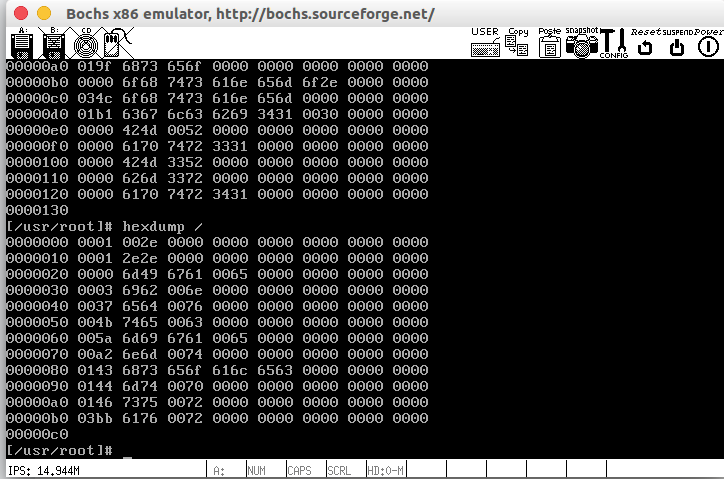 Bochs x86 emulator, http://bochs.sourceforge.net/
A: B: CD USER Copy Paste snapshot CONFIG Reset SUSPEND Power
00000a0 019f 6873 656f 0000 0000 0000 0000 0000
00000b0 0000 6f68 7473 616e 656d 6f2e 0000 0000
00000c0 034c 6f68 7473 616e 656d 0000 0000 0000
00000d0 01b1 6367 6c63 6269 3431 0030 0000 0000
00000e0 0000 424d 0052 0000 0000 0000 0000 0000
00000f0 0000 6170 7472 3331 0000 0000 0000 0000
0000100 0000 424d 3352 0000 0000 0000 0000 0000
0000110 0000 626d 3372 0000 0000 0000 0000 0000
0000120 0000 6170 7472 3431 0000 0000 0000 0000
0000130
[/usr/root]# hexdump /
0000000 0001 002e 0000 0000 0000 0000 0000 0000
0000010 0001 2e2e 0000 0000 0000 0000 0000 0000
0000020 0000 6d49 6761 0065 0000 0000 0000 0000
0000030 0003 6962 006e 0000 0000 0000 0000 0000
0000040 0037 6564 0076 0000 0000 0000 0000 0000
0000050 004b 7465 0063 0000 0000 0000 0000 0000
0000060 005a 6d69 6761 0065 0000 0000 0000 0000
0000070 00a2 6e6d 0074 0000 0000 0000 0000 0000
0000080 0143 6873 656f 616c 6563 0000 0000 0000
0000090 0144 6d74 0070 0000 0000 0000 0000 0000
00000a0 0146 7375 0072 0000 0000 0000 0000 0000
00000b0 03bb 6176 0072 0000 0000 0000 0000 0000
00000c0
[/usr/root]# _
IPS: 14.944M A: NUM CAPS SCRL HD:0-M